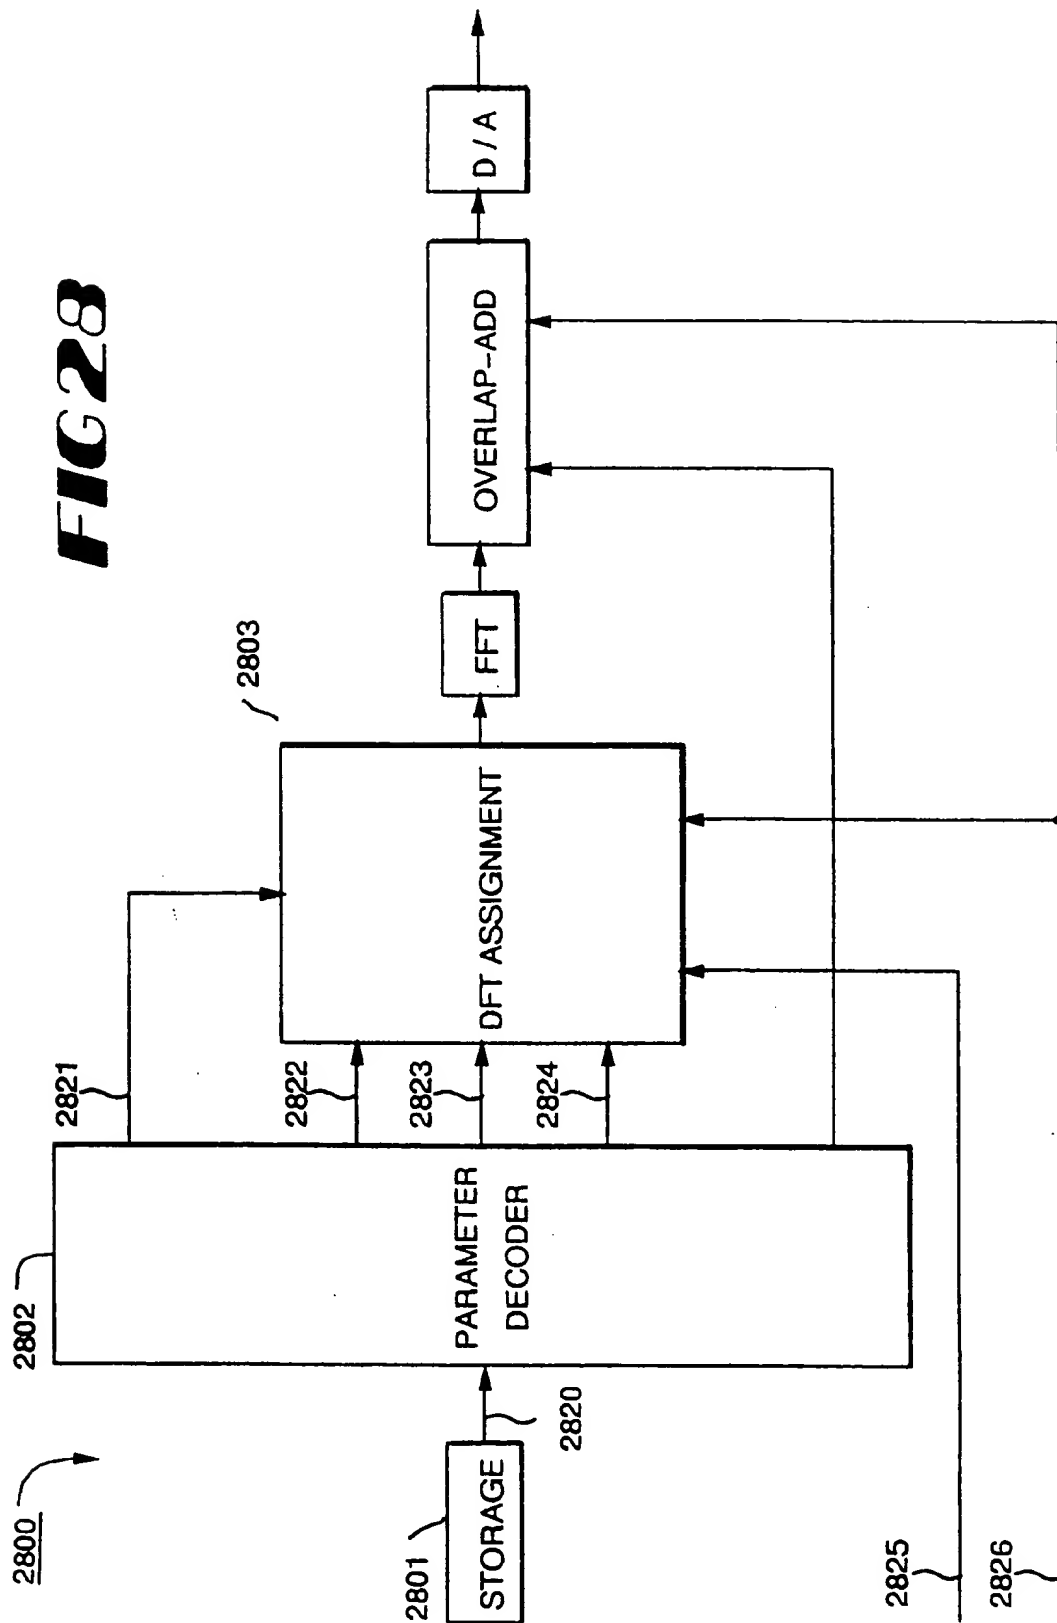 FIG 28
2800
2801
STORAGE
2820
2802
PARAMETER
DECODER
2821
2822
2823
2824
2803
DFT ASSIGNMENT
FFT
OVERLAP-ADD
D / A
2825
2826